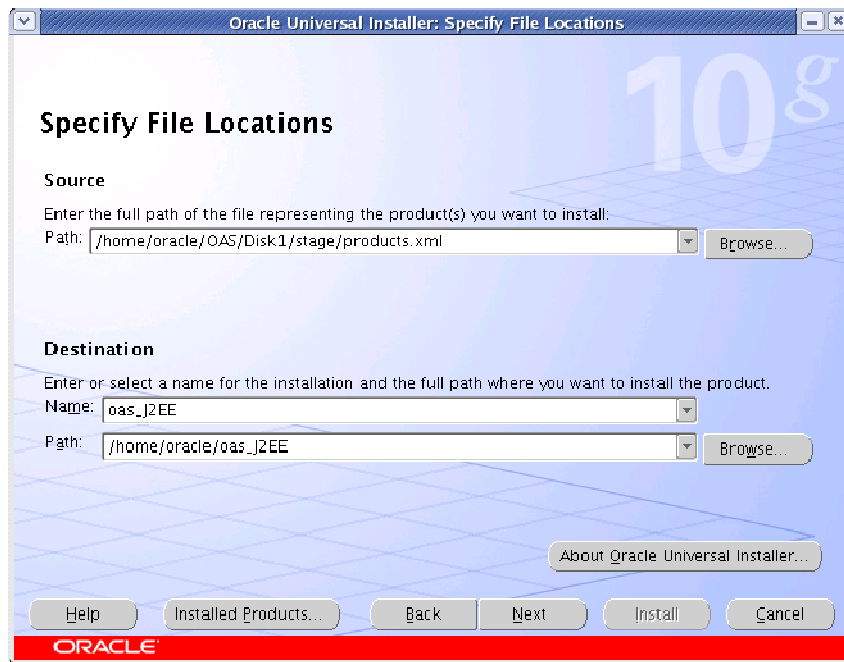 Oracle Universal Installer: Specify File Locations
10g
Specify File Locations
Source
Enter the full path of the file representing the product(s) you want to install:
Path: /home/oracle/OAS/Disk1/stage/products.xml Browse...
Destination
Enter or select a name for the installation and the full path where you want to install the product.
Name: oas_J2EE
Path: /home/oracle/oas_J2EE Browse...
About Oracle Universal Installer...
Help Installed Products... Back Next Install Cancel
ORACLE